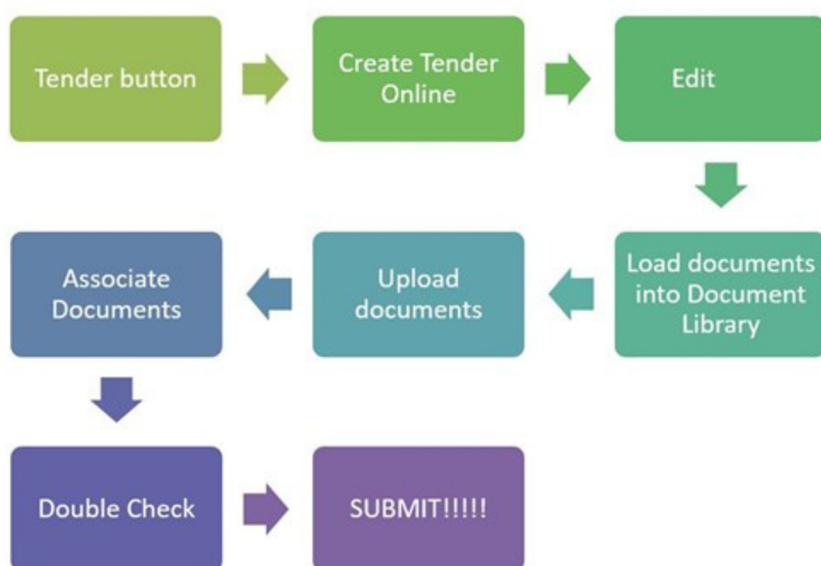 Tender button
Create Tender
Online
Edit
Load documents
into Document
Library
Upload
documents
Associate
Documents
Double Check
SUBMIT!!!!!